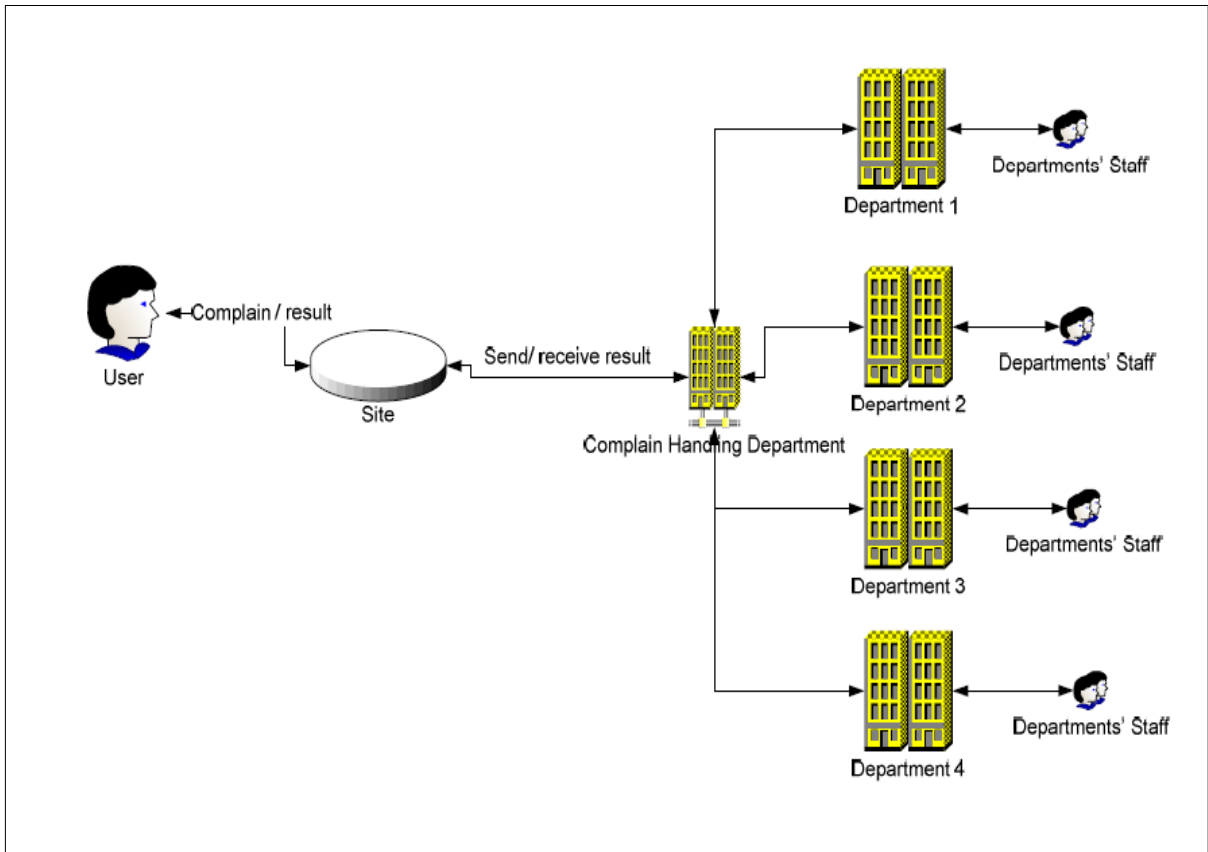 Departments' Staff
Department 1
Complain / result
User
Send/ receive result
Site
Departments' Staff
Department 2
Complain Handling Department
Departments' Staff
Department 3
Departments' Staff
Department 4